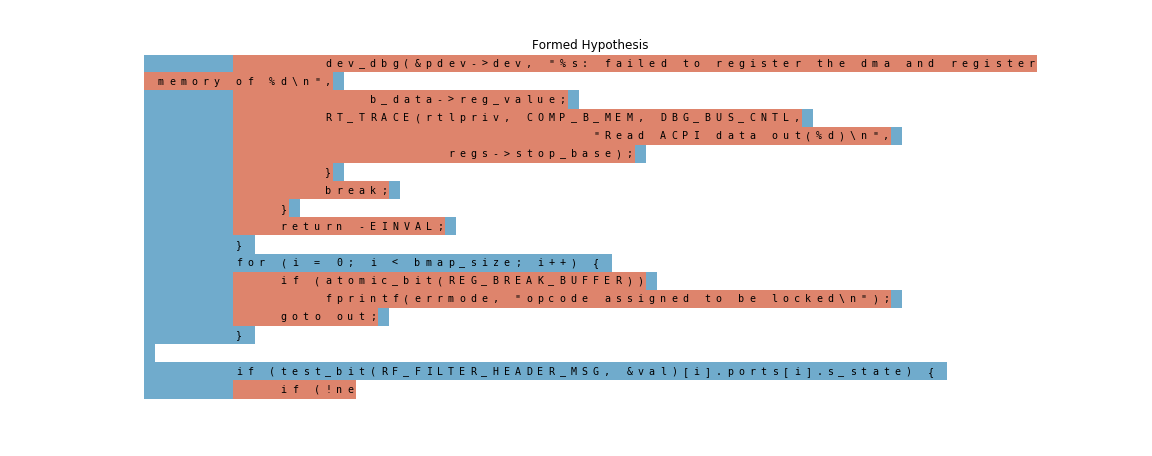 Formed Hypothesis
dev_dbg(&pdev->dev, "%s: failed to register the dma and register
memory of %d\n",
b_data->reg_value;
RT_TRACE(rtlpriv, COMP_B_MEM, DBG_BUS_CNTL,
"Read ACPI data out(%d)\n",
regs->stop_base);
}
break;
}
return -EINVAL;
}
for (i = 0; i < bmap_size; i++) {
if (atomic_bit(REG_BREAK_BUFFER))
fprintf(errmode, "opcode assigned to be locked\n");
goto out;
}
if (test_bit(RF_FILTER_HEADER_MSG, &val)[i].ports[i].s_state) {
if (!ne